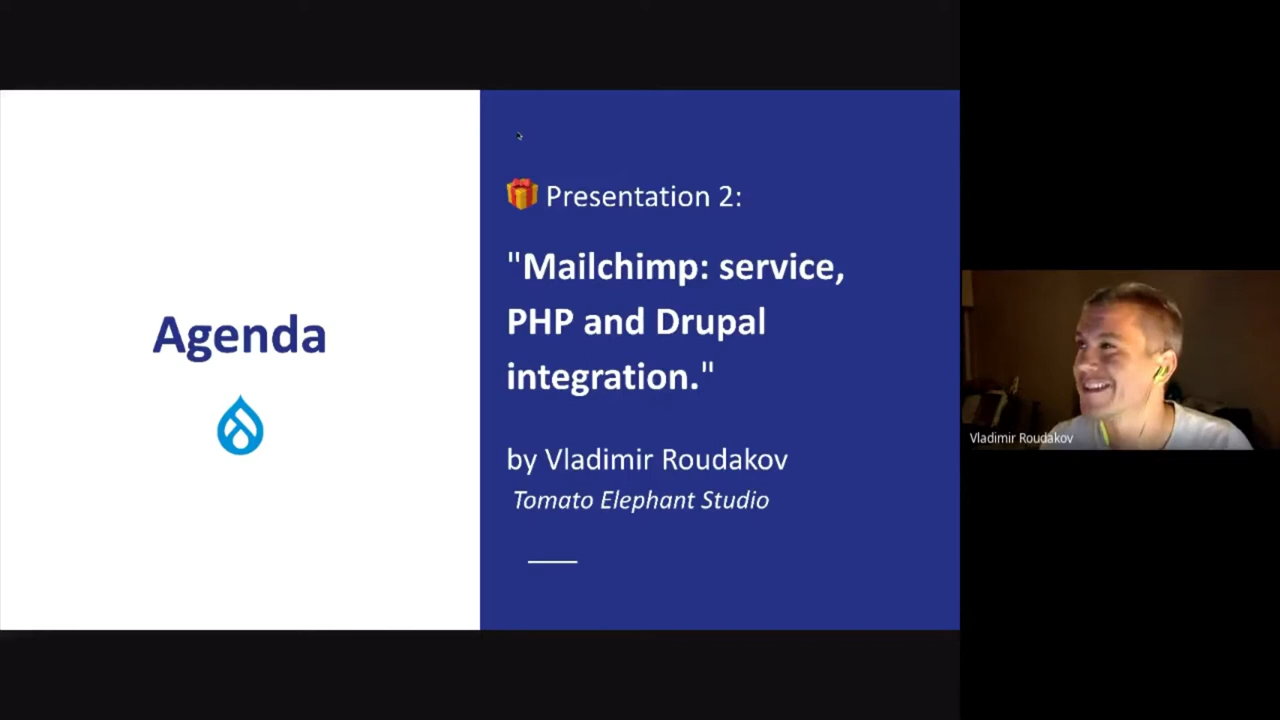 Agenda
🎁 Presentation 2:
"Mailchimp: service,
PHP and Drupal
integration."
by Vladimir Roudakov
Tomato Elephant Studio
Vladimir Roudakov